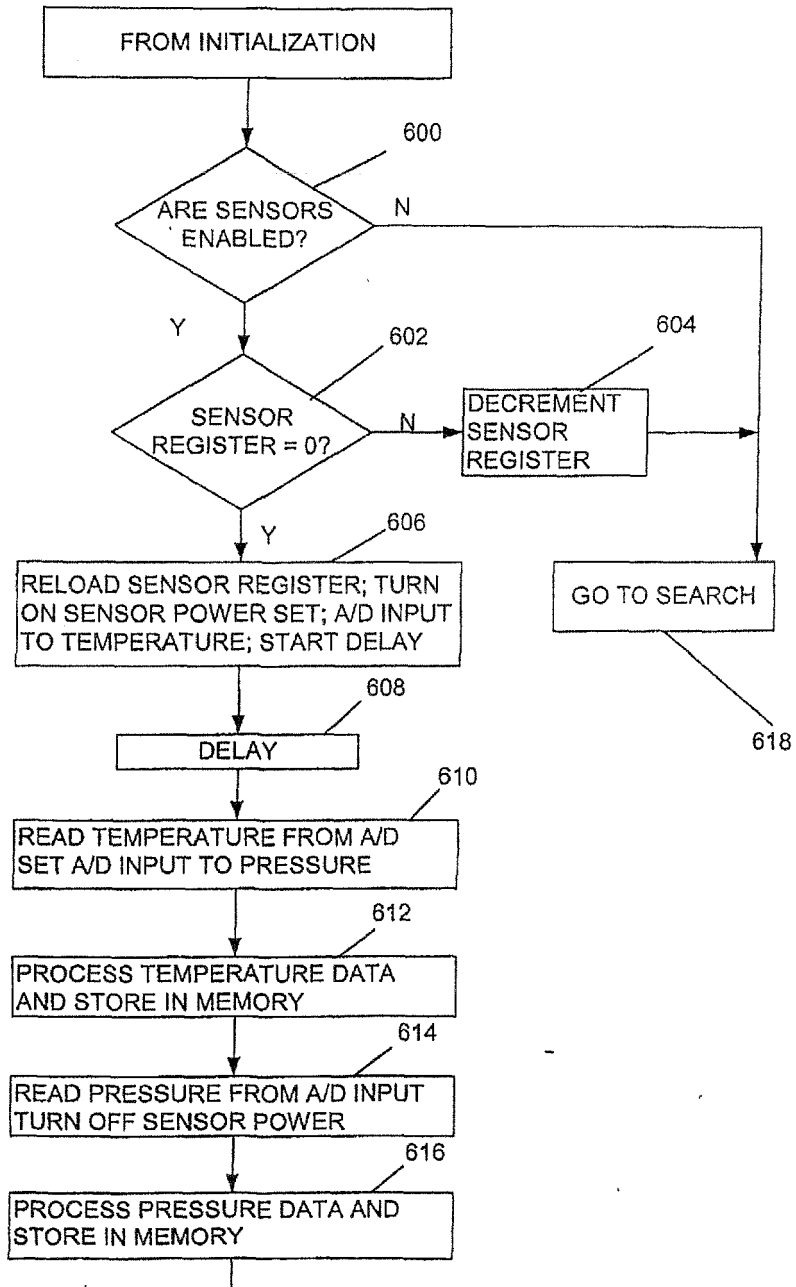 FROM INITIALIZATION
600
ARE SENSORS
ENABLED?
N
Y
602
604
SENSOR
REGISTER = 0?
N
DECREMENT
SENSOR
REGISTER
Y
606
RELOAD SENSOR REGISTER; TURN
ON SENSOR POWER SET; A/D INPUT
TO TEMPERATURE; START DELAY
GO TO SEARCH
618
608
DELAY
610
READ TEMPERATURE FROM A/D
SET A/D INPUT TO PRESSURE
612
PROCESS TEMPERATURE DATA
AND STORE IN MEMORY
614
READ PRESSURE FROM A/D INPUT
TURN OFF SENSOR POWER
616
PROCESS PRESSURE DATA AND
STORE IN MEMORY